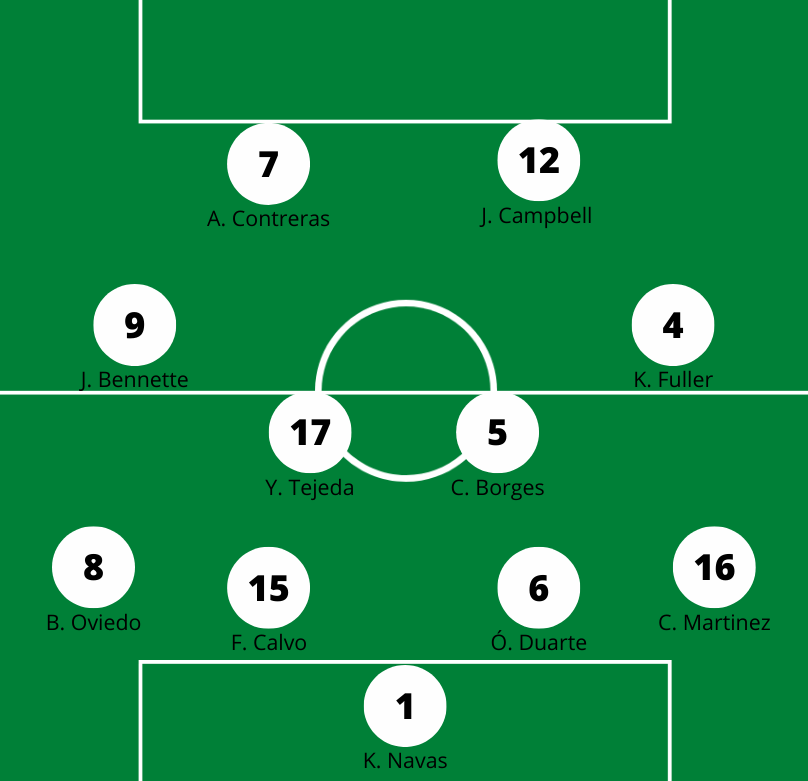 7
12
A. Contreras
J. Campbell
9
4
J. Bennette
K. Fuller
17
5
Y. Tejeda
C. Borges
8
16
15
6
B. Oviedo
C. Martinez
F. Calvo
Ó. Duarte
1
K. Navas